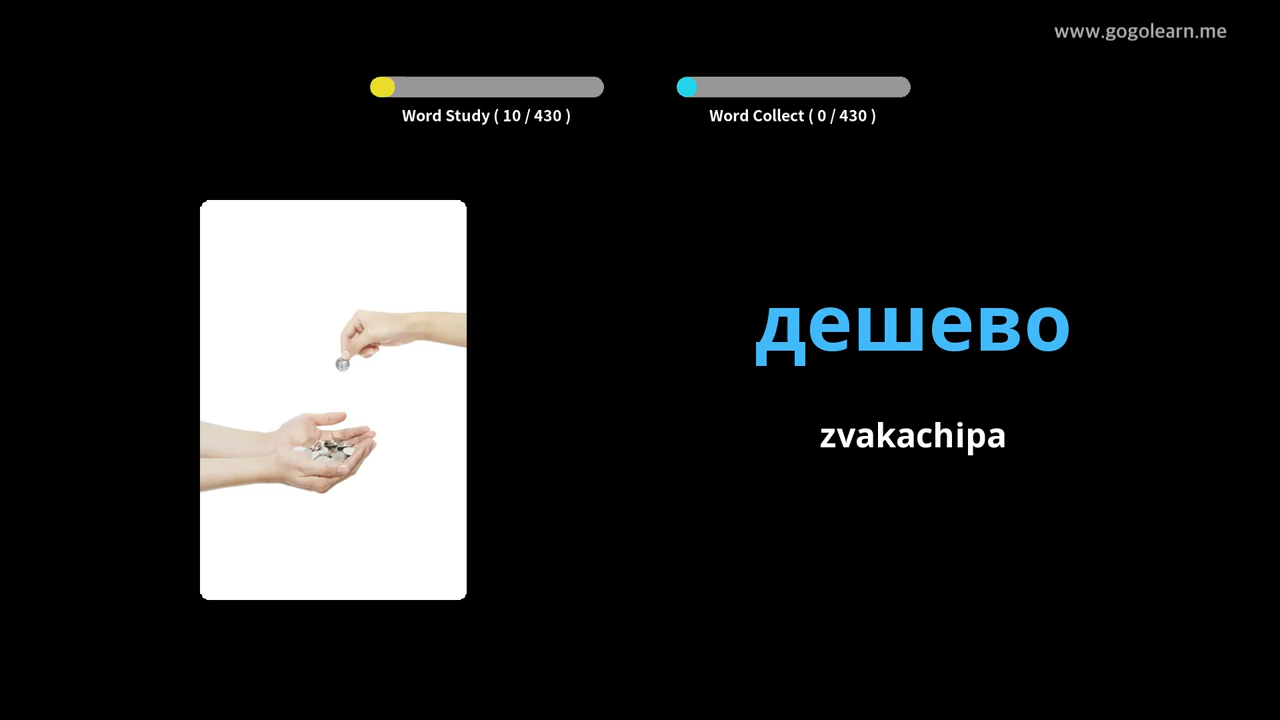 www.gogolearn.me
Word Study ( 10 / 430 )
Word Collect ( 0 / 430 )
дешево
zvakachipa